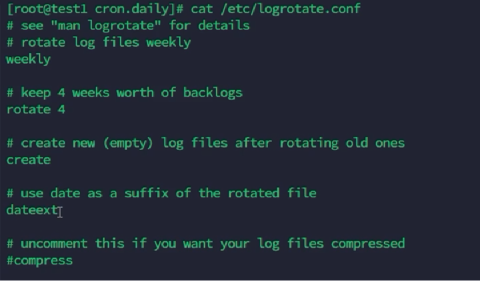 [root@test1 cron.daily]# cat /etc/logrotate.conf
# see "man logrotate" for details
# rotate log files weekly
weekly
# keep 4 weeks worth of backlogs
rotate 4
# create new (empty) log files after rotating old ones
create
# use date as a suffix of the rotated file
dateext
# uncomment this if you want your log files compressed
#compress